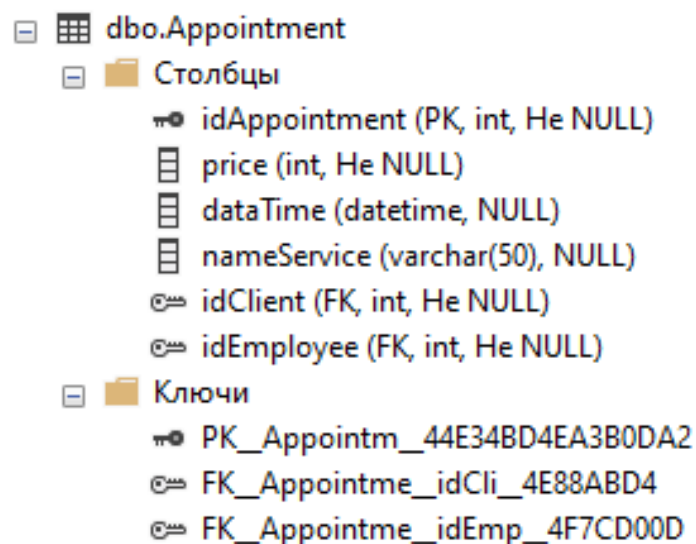 dbo.Appointment
Столбцы
idAppointment (PK, int, Не NULL)
price (int, Не NULL)
dataTime (datetime, NULL)
nameService (varchar(50), NULL)
idClient (FK, int, Не NULL)
idEmployee (FK, int, Не NULL)
Ключи
PK__Appointm__44E34BD4EA3B0DA2
FK__Appointme__idCli__4E88ABD4
FK__Appointme__idEmp__4F7CD00D